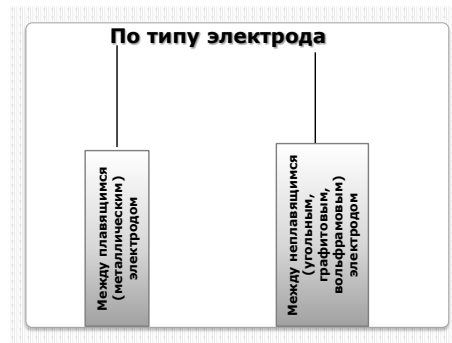 По типу электрода
Между плавящимся
(металлическим)
электродом
Между неплавящимся
(угольным,
графитовым,
вольфрамовым)
электродом